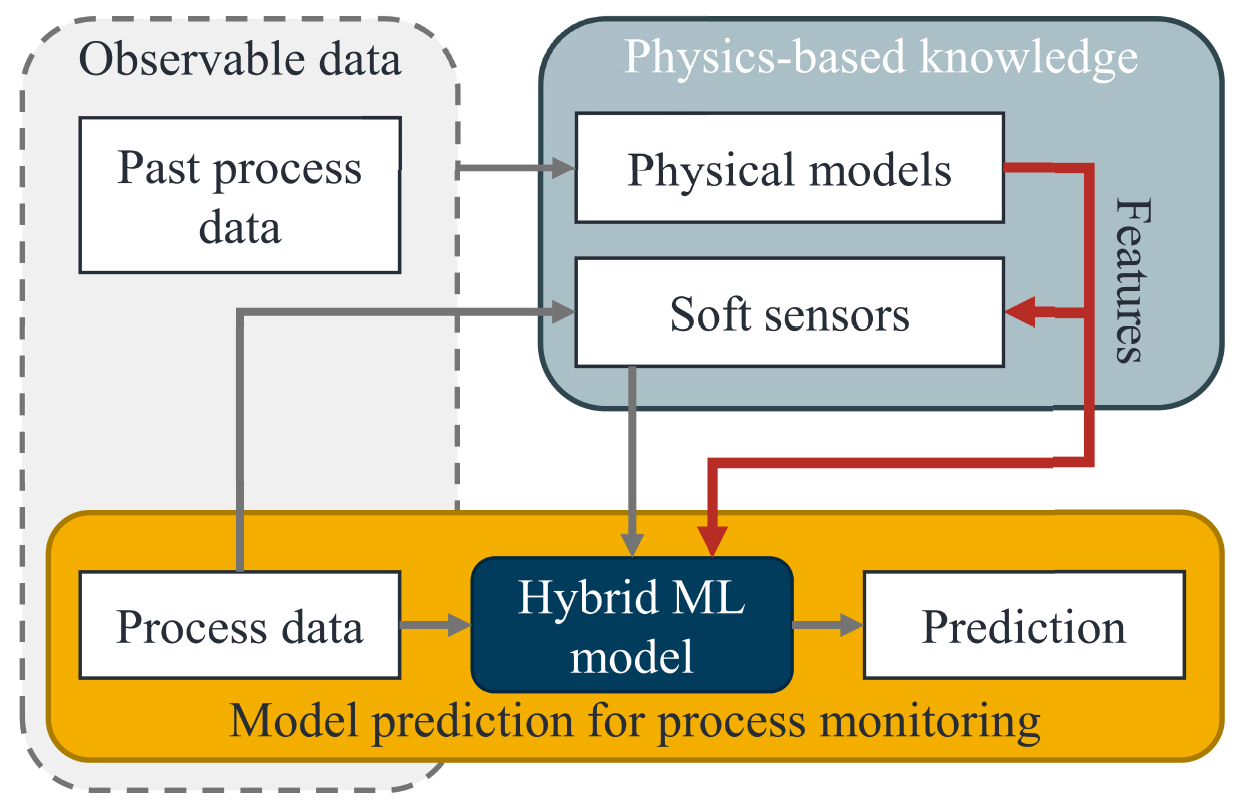 Observable data
Past process
data
Physics-based knowledge
Physical models
Soft sensors
Features
Process data
Hybrid ML
model
Prediction
Model prediction for process monitoring